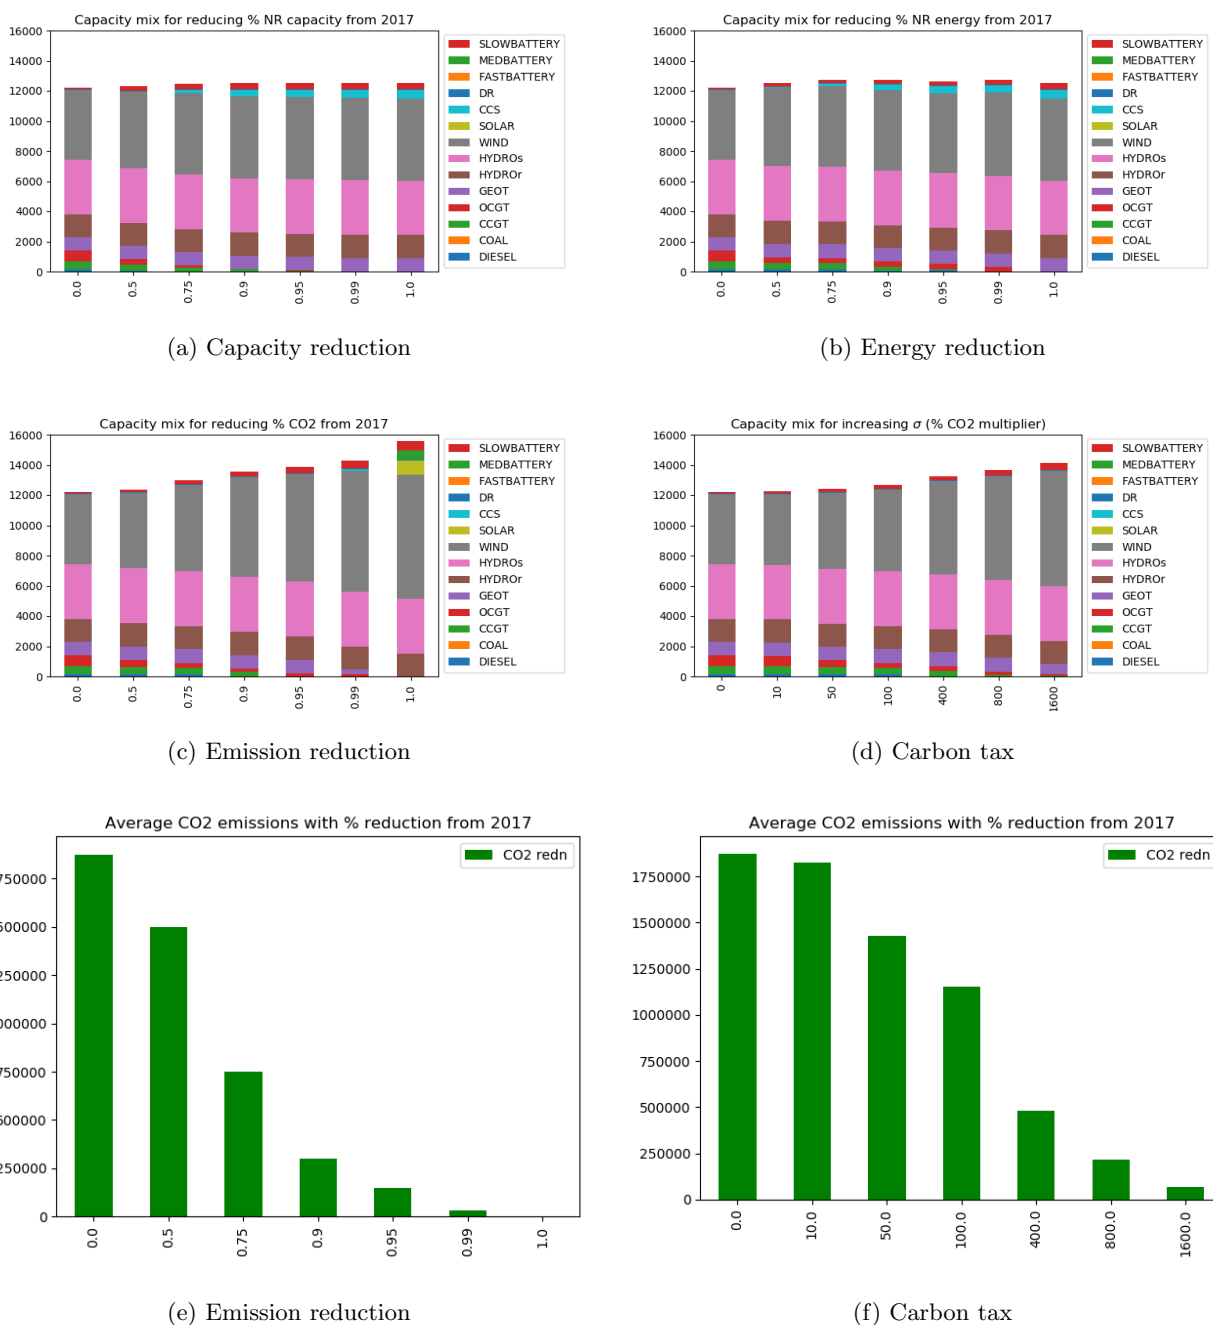 Capacity mix for reducing % NR capacity from 2017
16000
14000
12000
10000
8000
6000
4000
2000
0
0.0 0.5 0.75 0.9 0.95 0.99 1.0
SLOWBATTERY
MEDBATTERY
FASTBATTERY
DR
CCS
SOLAR
WIND
HYDROs
HYDROr
GEOT
OCGT
CCGT
COAL
DIESEL
(a) Capacity reduction
Capacity mix for reducing % NR energy from 2017
16000
14000
12000
10000
8000
6000
4000
2000
0
0.0 0.5 0.75 0.9 0.95 0.99 1.0
SLOWBATTERY
MEDBATTERY
FASTBATTERY
DR
CCS
SOLAR
WIND
HYDROs
HYDROr
GEOT
OCGT
CCGT
COAL
DIESEL
(b) Energy reduction
Capacity mix for reducing % CO2 from 2017
16000
14000
12000
10000
8000
6000
4000
2000
0
0.0 0.5 0.75 0.9 0.95 0.99 1.0
SLOWBATTERY
MEDBATTERY
FASTBATTERY
DR
CCS
SOLAR
WIND
HYDROs
HYDROr
GEOT
OCGT
CCGT
COAL
DIESEL
(c) Emission reduction
Capacity mix for increasing σ (% CO2 multiplier)
16000
14000
12000
10000
8000
6000
4000
2000
0
0 10 50 100 400 800 1600
SLOWBATTERY
MEDBATTERY
FASTBATTERY
DR
CCS
SOLAR
WIND
HYDROs
HYDROr
GEOT
OCGT
CCGT
COAL
DIESEL
(d) Carbon tax
Average CO2 emissions with % reduction from 2017
CO2 redn
750000
500000
250000
000000
750000
500000
250000
0
0.0 0.5 0.75 0.9 0.95 0.99 1.0
(e) Emission reduction
Average CO2 emissions with % reduction from 2017
CO2 redn
1750000
1500000
1250000
1000000
750000
500000
250000
0
0.0 10.0 50.0 100.0 400.0 800.0 1600.0
(f) Carbon tax